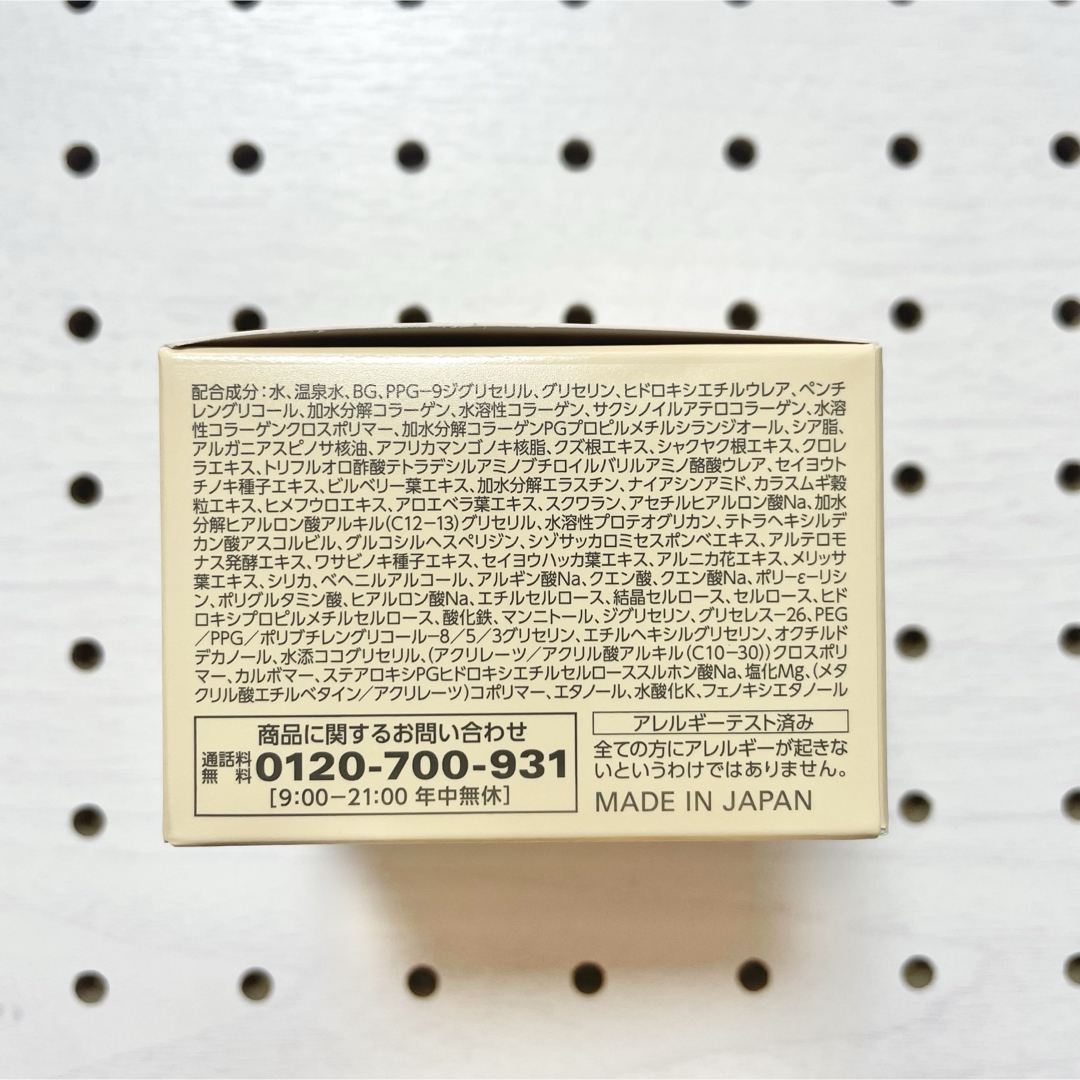 配合成分：水、温泉水、BG、PPG－9ジグリセリル、グリセリン、ヒドロキシエチルウレア、ペンチ
レングリコール、加水分解コラーゲン、水溶性コラーゲン、サクシノイルアテロコラーゲン、水溶
性コラーゲンクロスポリマー、加水分解コラーゲンPGプロピルメチルシランジオール、シア脂、
アルガニアスピノサ核油、アフリカマンゴノキ核脂、クズ根エキス、シャクヤク根エキス、クロレ
ラエキス、トリフルオロ酢酸テトラデシルアミノブチロイルバリルアミノ酪酸ウレア、セイヨウト
チノキ種子エキス、ビルベリー葉エキス、加水分解エラスチン、ナイアシンアミド、カラスムギ穀
粒エキス、ヒメフウロエキス、アロエベラ葉エキス、スクワラン、アセチルヒアルロン酸Na、加水
分解ヒアルロン酸アルキル(C12－13)グリセリル、水溶性プロテオグリカン、テトラヘキシルデ
カン酸アスコルビル、グルコシルヘスペリジン、シゾサッカロミセスポンベエキス、アルテロモ
ナス発酵エキス、ワサビノキ種子エキス、セイヨウハッカ葉エキス、アルニカ花エキス、メリッサ
葉エキス、シリカ、ベヘニルアルコール、アルギン酸Na、クエン酸、クエン酸Na、ポリ－ε－リシ
ン、ポリグルタミン酸、ヒアルロン酸Na、エチルセルロース、結晶セルロース、セルロース、ヒド
ロキシプロピルメチルセルロース、酸化鉄、マンニトール、ジグリセリン、グリセレス－26、PEG
／PPG／ポリブチレングリコール－8／5／3グリセリン、エチルヘキシルグリセリン、オクチルド
デカノール、水添ココグリセリル、(アクリレーツ／アクリル酸アルキル(C10－30))クロスポリ
マー、カルボマー、ステアロキシPGヒドロキシエチルセルローススルホン酸Na、塩化Mg、(メタ
クリル酸エチルベタイン／アクリレーツ)コポリマー、エタノール、水酸化K、フェノキシエタノール
商品に関するお問い合わせ
通話料無料 0120-700-931
［9:00－21:00 年中無休］
アレルギーテスト済み
全ての方にアレルギーが起きな
いというわけではありません。
MADE IN JAPAN